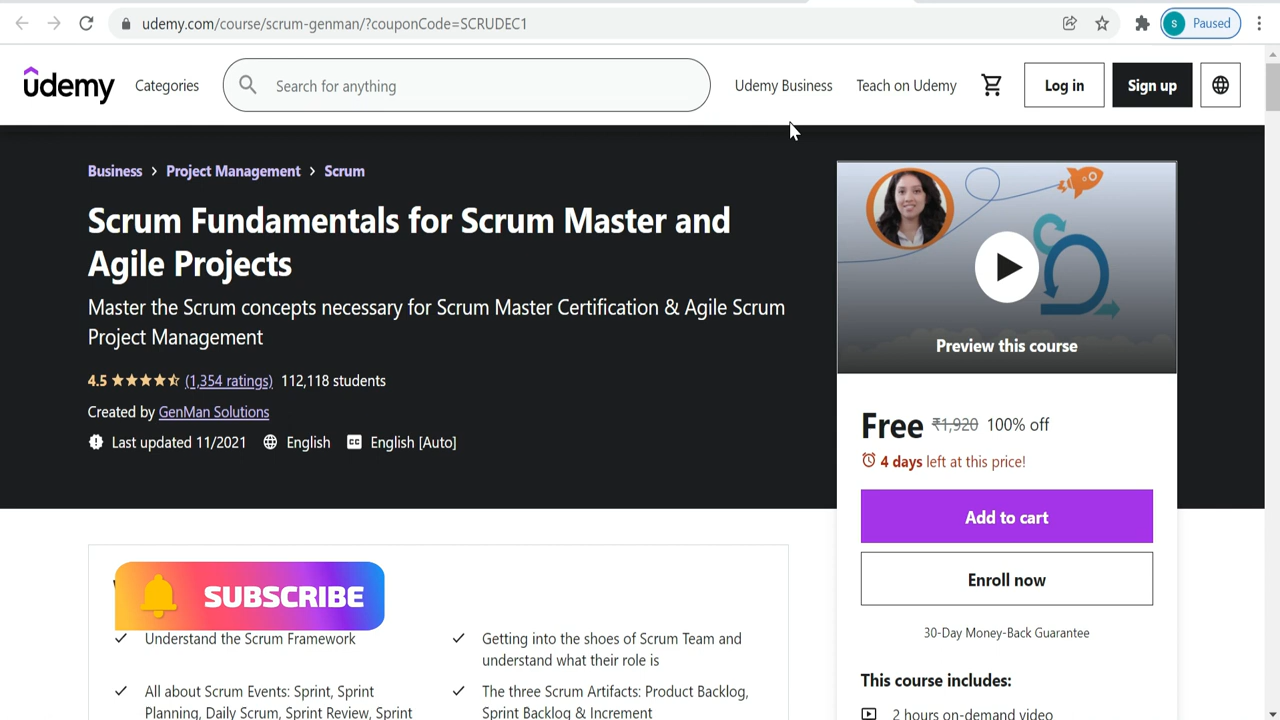 udemy.com/course/scrum-genman/?couponCode=SCRUDEC1
S Paused
udemy Categories Search for anything Udemy Business Teach on Udemy Log in Sign up
Business > Project Management > Scrum
Scrum Fundamentals for Scrum Master and
Agile Projects
Master the Scrum concepts necessary for Scrum Master Certification & Agile Scrum
Project Management
4.5 (1,354 ratings) 112,118 students
Created by GenMan Solutions
Last updated 11/2021 English CC English [Auto]
Preview this course
Free ₹1,920 100% off
4 days left at this price!
Add to cart
Enroll now
30-Day Money-Back Guarantee
This course includes:
2 hours on-demand video
SUBSCRIBE
Understand the Scrum Framework
Getting into the shoes of Scrum Team and
understand what their role is
All about Scrum Events: Sprint, Sprint
Planning, Daily Scrum, Sprint Review, Sprint
The three Scrum Artifacts: Product Backlog,
Sprint Backlog & Increment